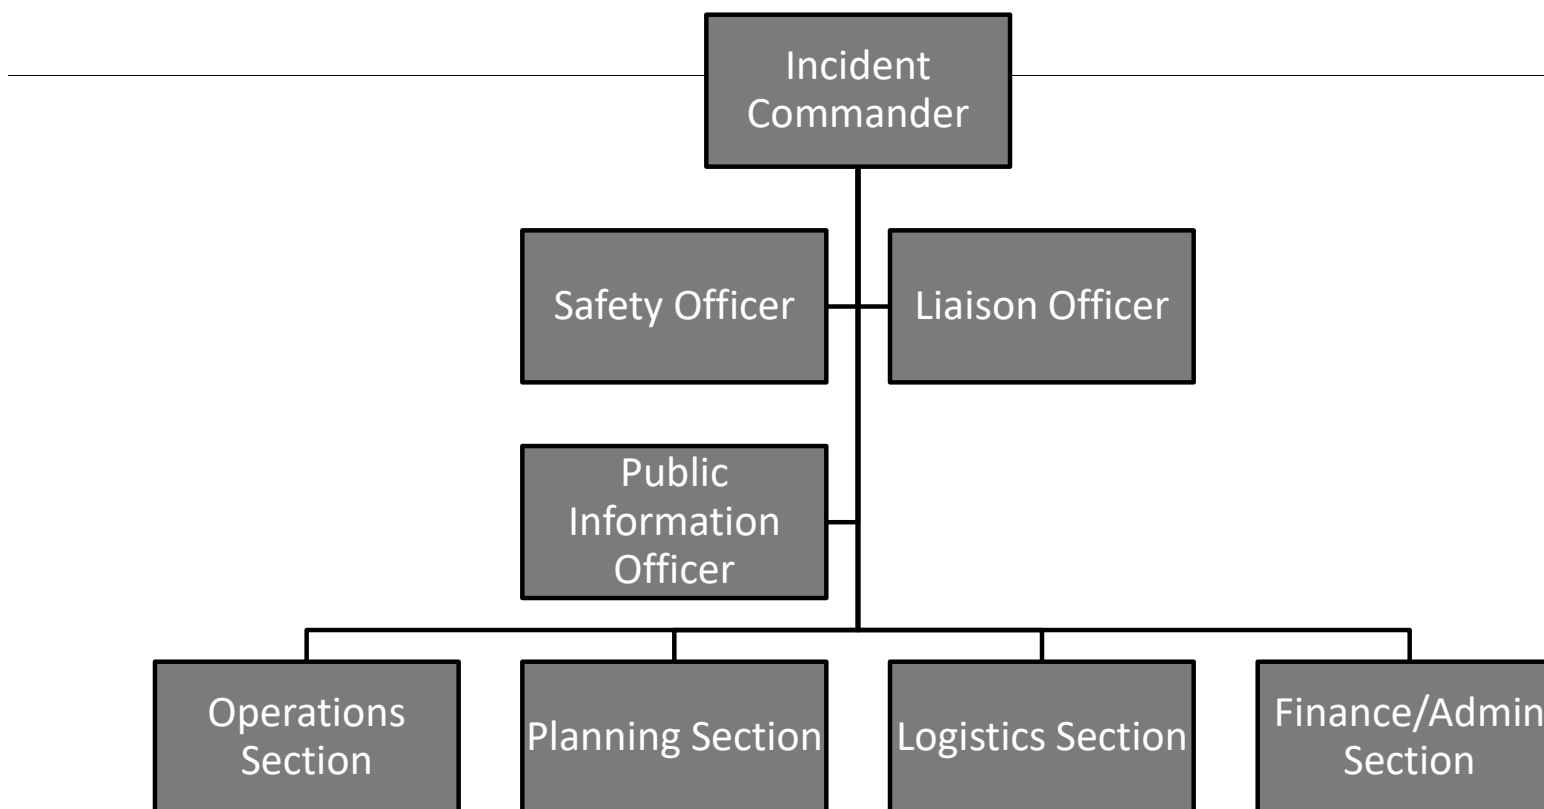 Incident
Commander
Safety Officer
Liaison Officer
Public
Information
Officer
Operations
Section
Planning Section
Logistics Section
Finance/Admin
Section